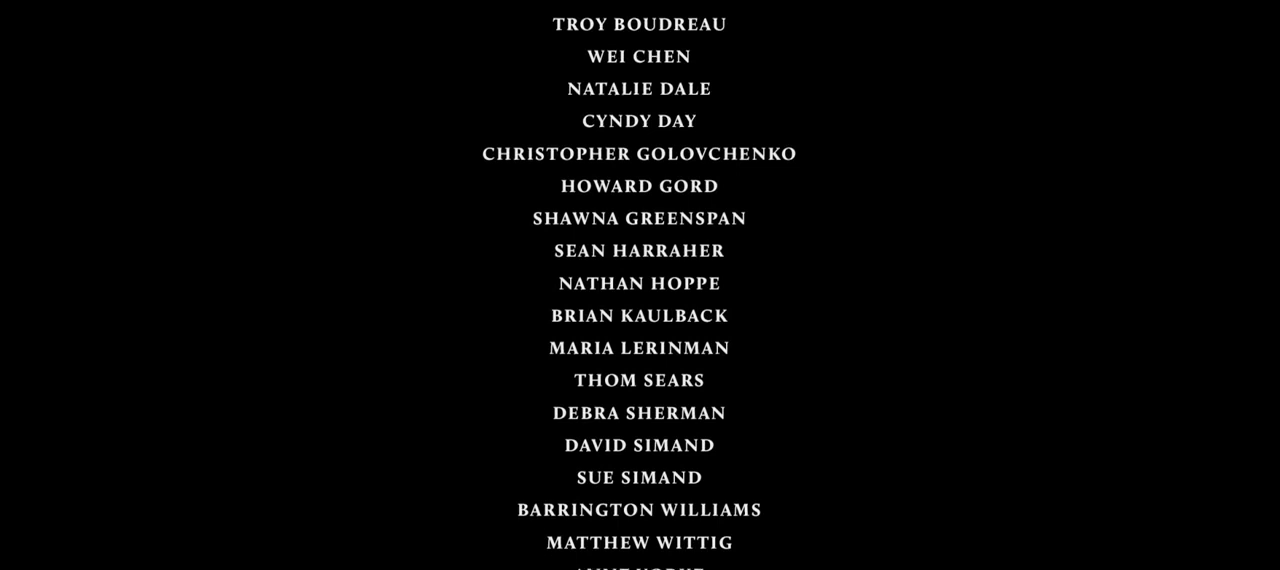 TROY BOUDREAU
WEI CHEN
NATALIE DALE
CYNDY DAY
CHRISTOPHER GOLOVCHENKO
HOWARD GORD
SHAWNA GREENSPAN
SEAN HARRAHER
NATHAN HOPPE
BRIAN KAULBACK
MARIA LERINMAN
THOM SEARS
DEBRA SHERMAN
DAVID SIMAND
SUE SIMAND
BARRINGTON WILLIAMS
MATTHEW WITTIG